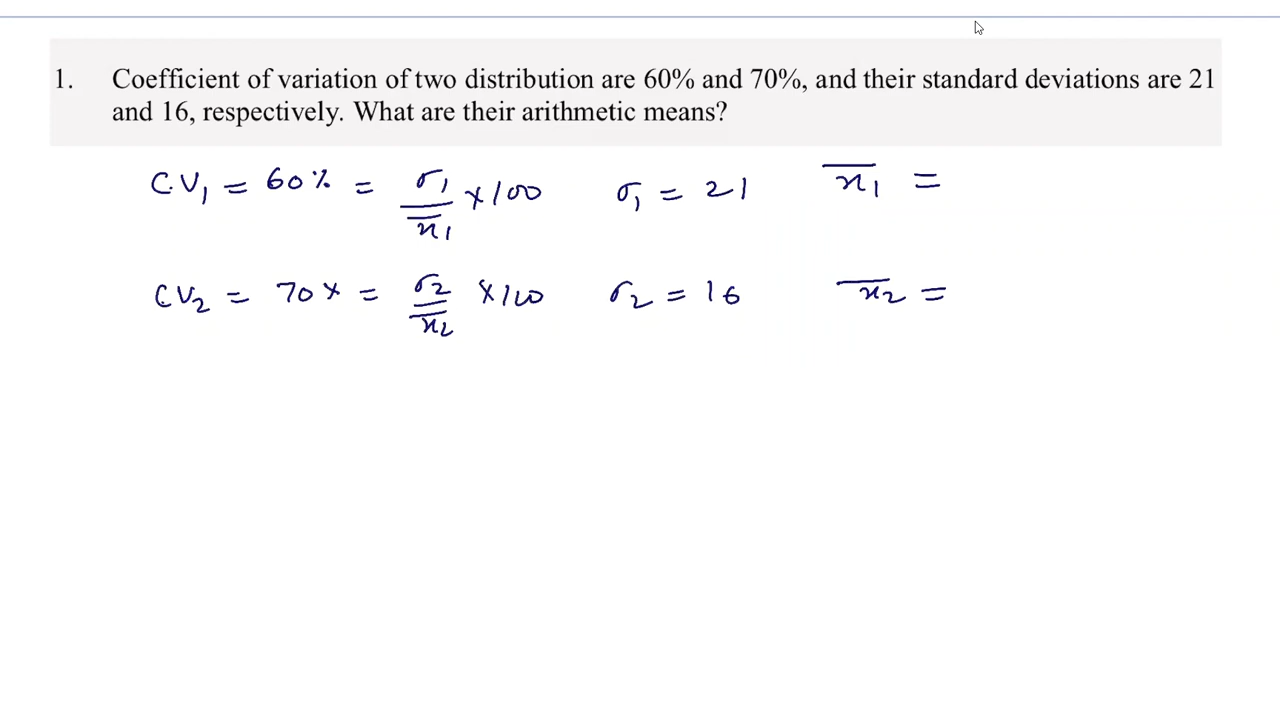 1. Coefficient of variation of two distribution are 60% and 70%, and their standard deviations are 21
and 16, respectively. What are their arithmetic means?
C.V₁ = 60% = σ₁/x̄₁ × 100 σ₁ = 21 x̄₁ =
CV₂ = 70% = σ₂/x̄₂ × 100 σ₂ = 16 x̄₂ =